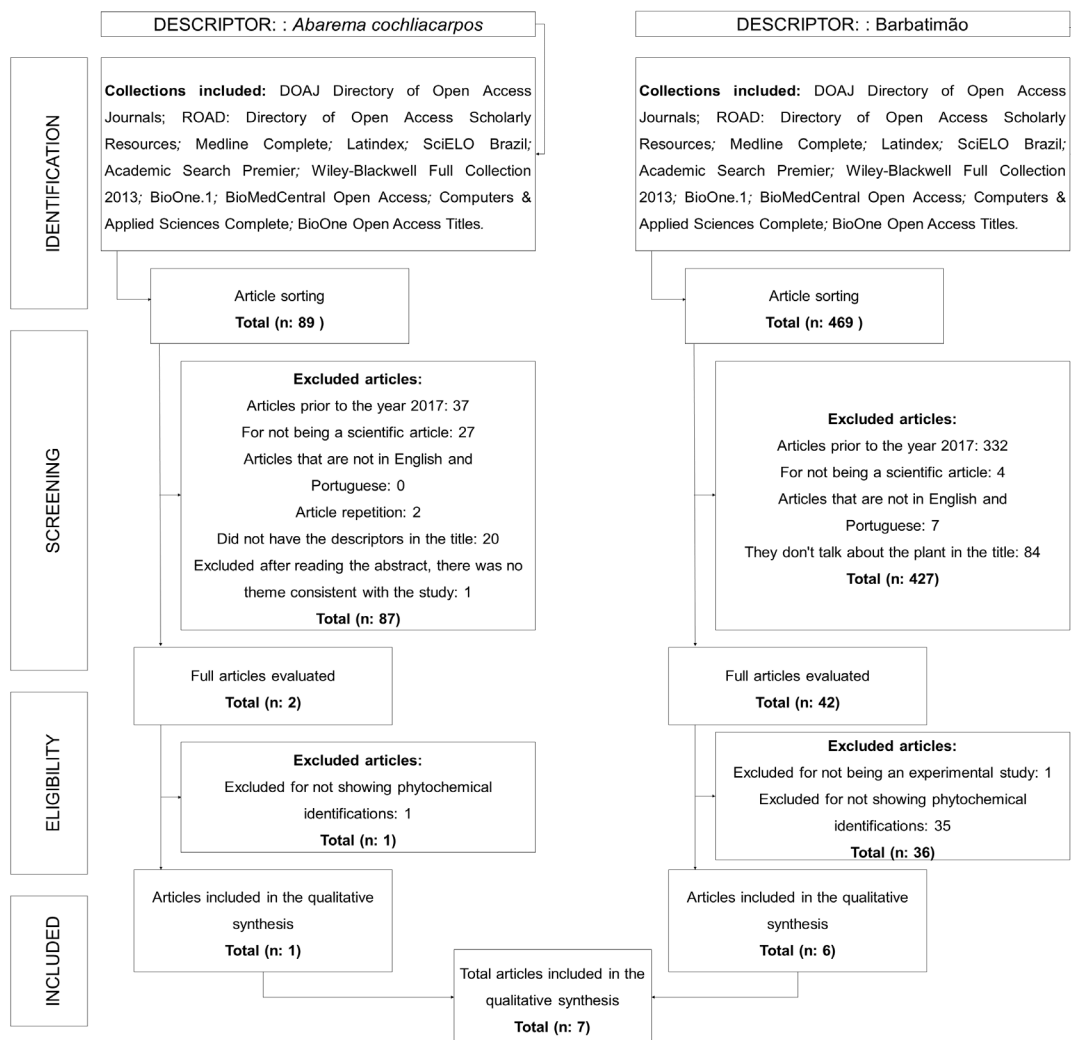 DESCRIPTOR: : Abarema cochliacarpos
DESCRIPTOR: : Barbatimão
IDENTIFICATION
Collections included: DOAJ Directory of Open Access
Journals; ROAD: Directory of Open Access Scholarly
Resources; Medline Complete; Latindex; SciELO Brazil;
Academic Search Premier; Wiley-Blackwell Full Collection
2013; BioOne.1; BioMedCentral Open Access; Computers &
Applied Sciences Complete; BioOne Open Access Titles.
Collections included: DOAJ Directory of Open Access
Journals; ROAD: Directory of Open Access Scholarly
Resources; Medline Complete; Latindex; SciELO Brazil;
Academic Search Premier; Wiley-Blackwell Full Collection
2013; BioOne.1; BioMedCentral Open Access; Computers &
Applied Sciences Complete; BioOne Open Access Titles.
Article sorting
Total (n: 89 )
Article sorting
Total (n: 469 )
SCREENING
Excluded articles:
Articles prior to the year 2017: 37
For not being a scientific article: 27
Articles that are not in English and
Portuguese: 0
Article repetition: 2
Did not have the descriptors in the title: 20
Excluded after reading the abstract, there was no
theme consistent with the study: 1
Total (n: 87)
Excluded articles:
Articles prior to the year 2017: 332
For not being a scientific article: 4
Articles that are not in English and
Portuguese: 7
They don't talk about the plant in the title: 84
Total (n: 427)
Full articles evaluated
Total (n: 2)
Full articles evaluated
Total (n: 42)
ELIGIBILITY
Excluded articles:
Excluded for not showing phytochemical
identifications: 1
Total (n: 1)
Excluded articles:
Excluded for not being an experimental study: 1
Excluded for not showing phytochemical
identifications: 35
Total (n: 36)
INCLUDED
Articles included in the qualitative
synthesis
Total (n: 1)
Articles included in the qualitative
synthesis
Total (n: 6)
Total articles included in the
qualitative synthesis
Total (n: 7)